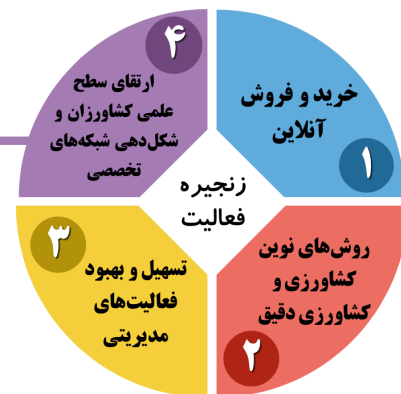 زنجیره
فعالیت
۱
خرید و فروش
آنلاین
۲
روش‌های نوین
کشاورزی و
کشاورزی دقیق
۳
تسهیل و بهبود
فعالیت‌های
مدیریتی
۴
ارتقای سطح
علمی کشاورزان و
شکل‌دهی شبکه‌های
تخصصی